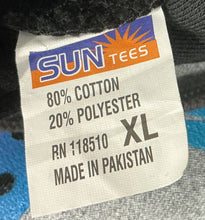 SUN TEES
80% COTTON
20% POLYESTER
RN 118510 XL
MADE IN PAKISTAN